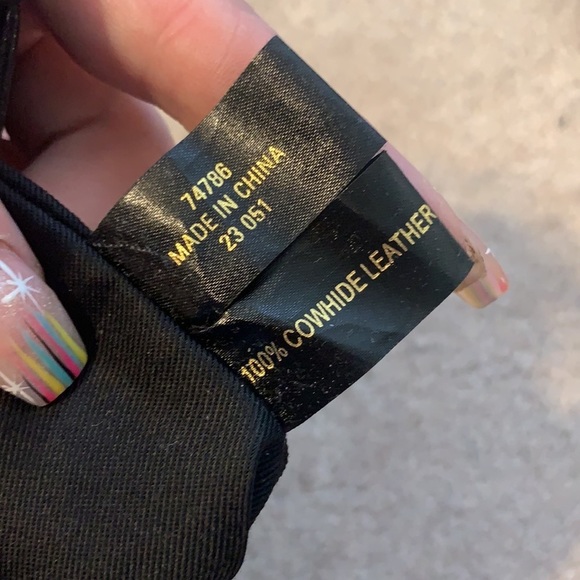 74786
MADE IN CHINA
23 051
100% COWHIDE LEATHER